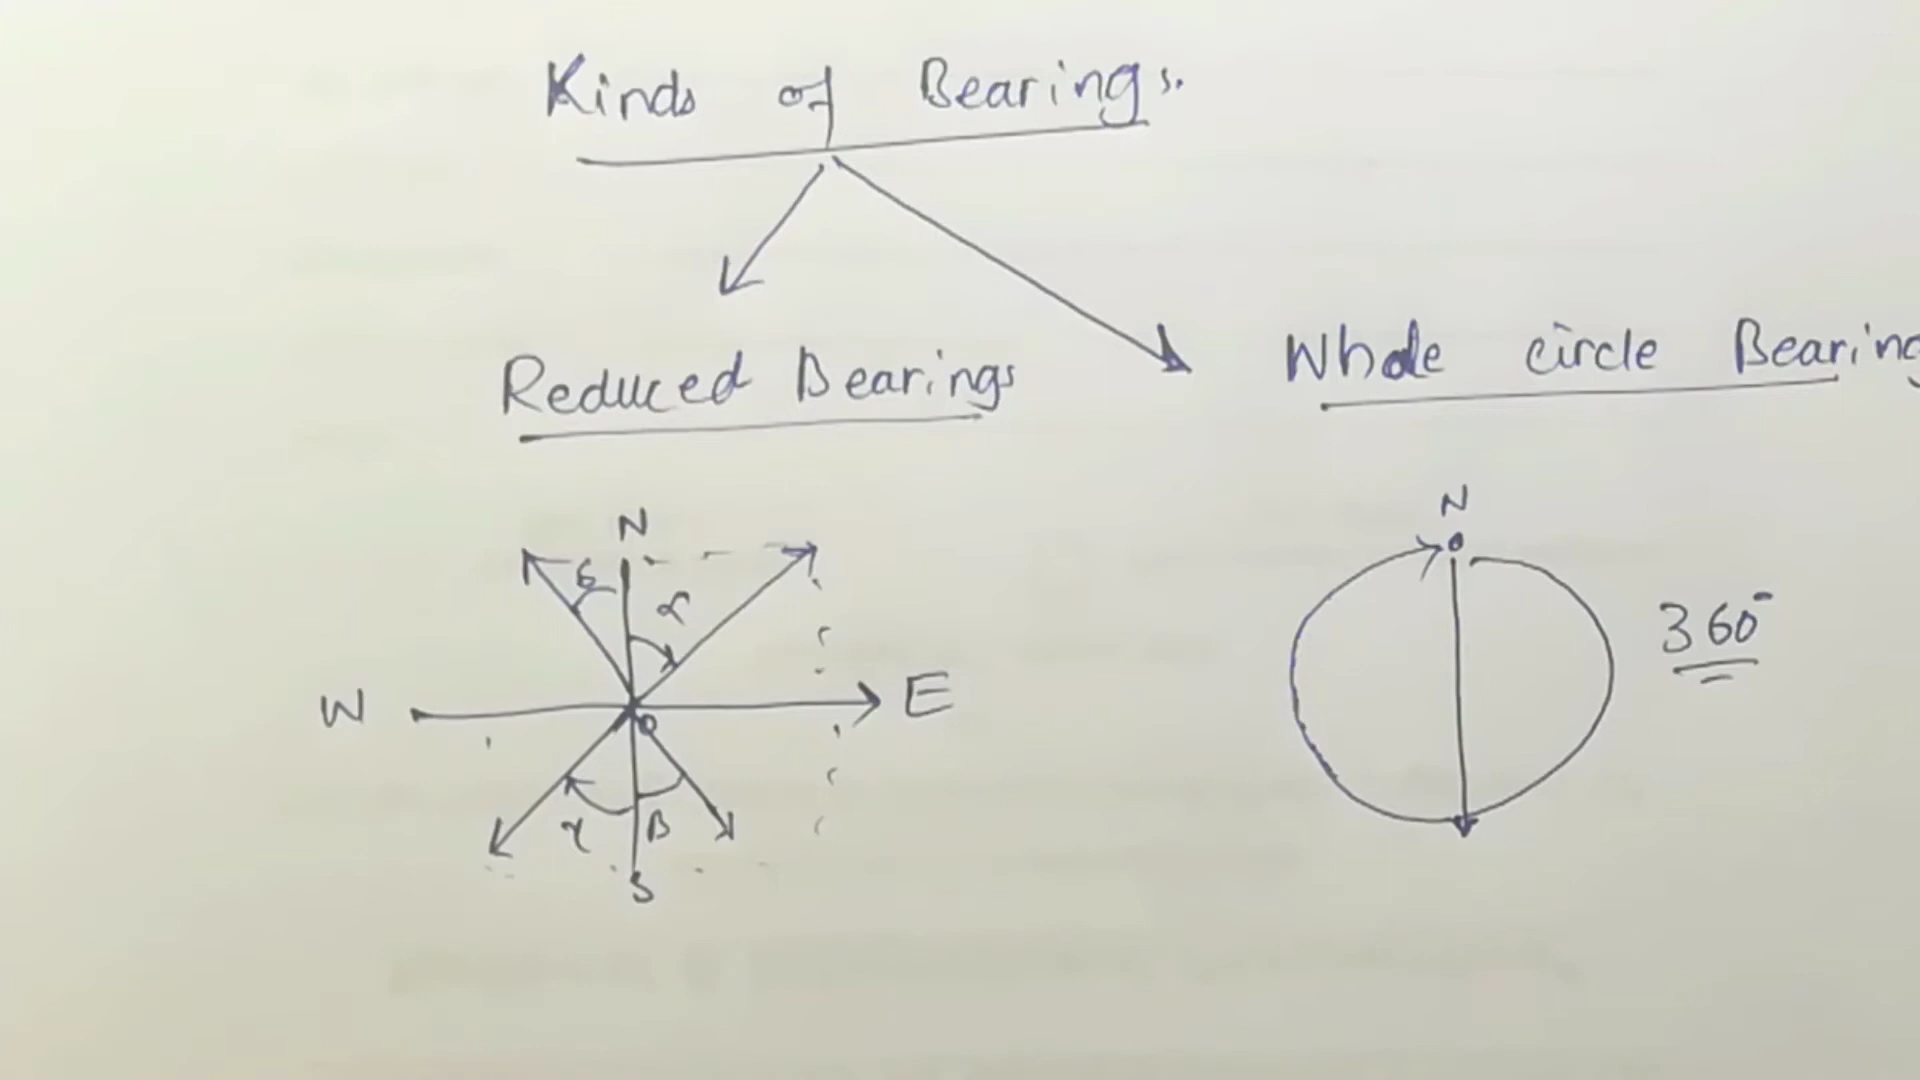 Kinds of Bearings.
Reduced Bearings
Whole circle Bearing
N
N
α
360°
W
E
O
γ
β
S